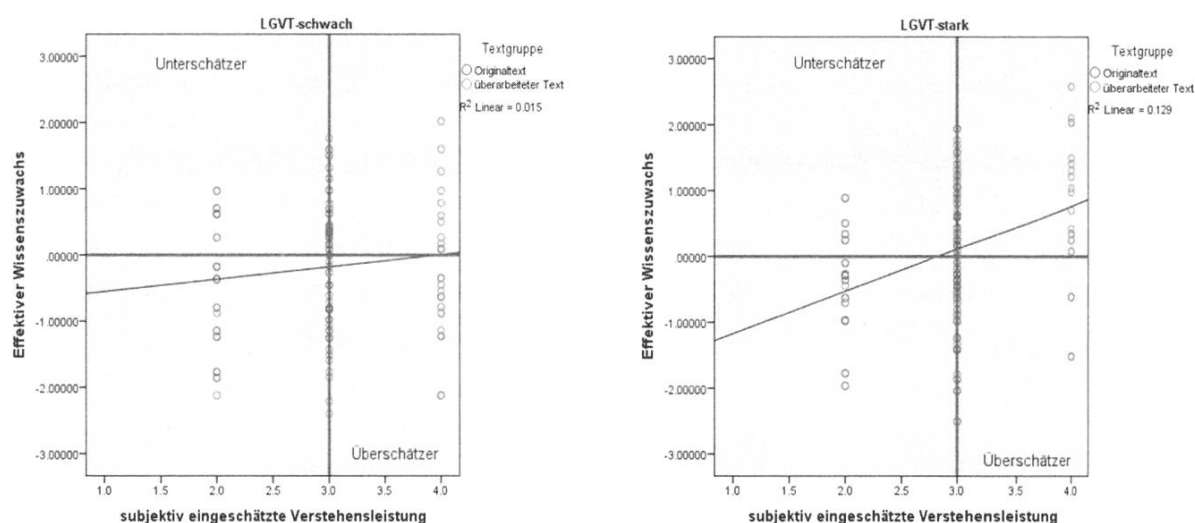 LGVT-schwach
Textgruppe
Originaltext
überarbeiteter Text
R² Linear = 0.015
Unterschätzer
Überschätzer
Effektiver Wissenszuwachs
3.00000
2.00000
1.00000
.00000
-1.00000
-2.00000
-3.00000
1.0 1.5 2.0 2.5 3.0 3.5 4.0
subjektiv eingeschätzte Verstehensleistung
LGVT-stark
Textgruppe
Originaltext
überarbeiteter Text
R² Linear = 0.129
Unterschätzer
Überschätzer
Effektiver Wissenszuwachs
3.00000
2.00000
1.00000
.00000
-1.00000
-2.00000
-3.00000
1.0 1.5 2.0 2.5 3.0 3.5 4.0
subjektiv eingeschätzte Verstehensleistung